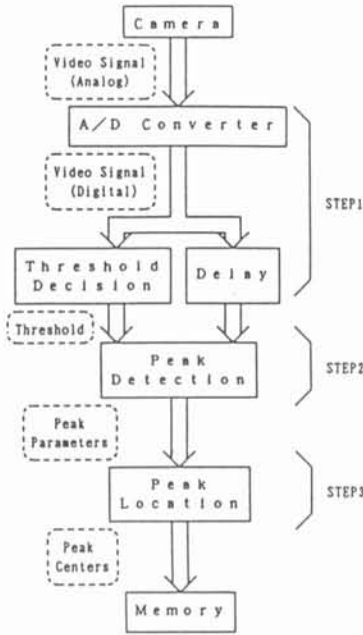 Camera
Video Signal
(Analog)
A/D Converter
Video Signal
(Digital)
STEP1
Threshold
Decision
Delay
Threshold
Peak
Detection
STEP2
Peak
Parameters
Peak
Location
STEP3
Peak
Centers
Memory